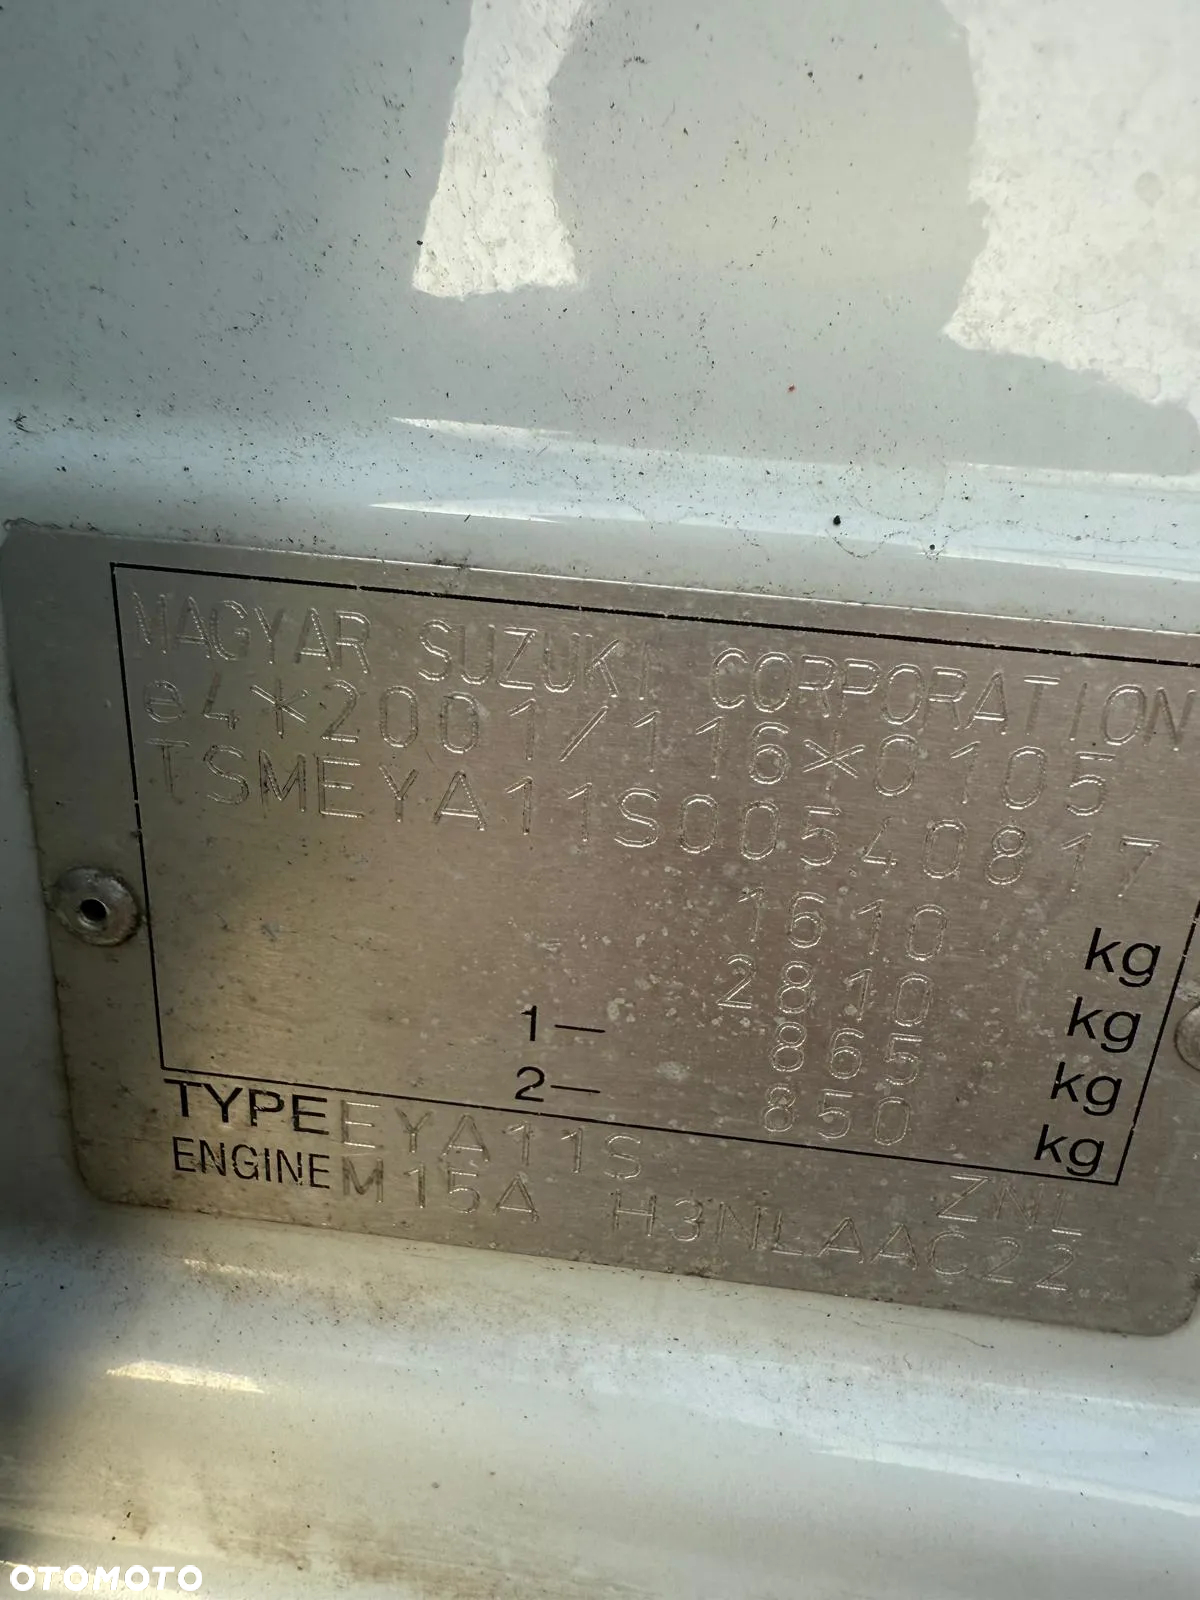 MAGYAR SUZUKI CORPORATION
e4*2001/116*0105
TSMEYA11S00540817
1610 kg
2810 kg
1— 865 kg
2— 850 kg
TYPE EYA11S ZNL
ENGINE M15A H3NLAAC22
OTOMOTO